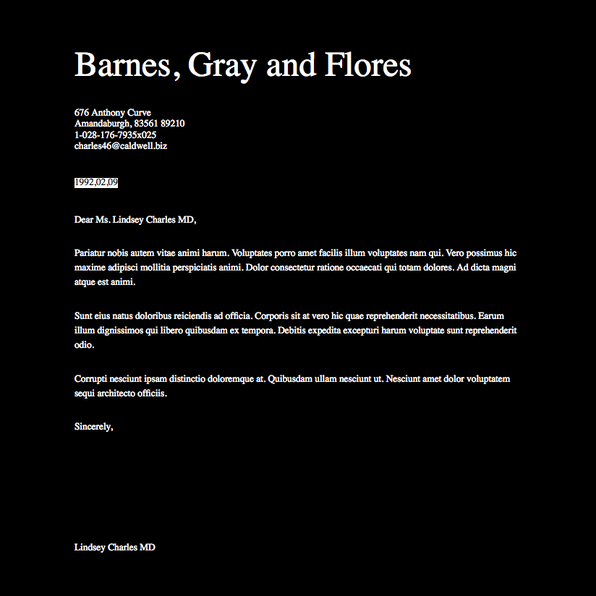 Barnes, Gray and Flores
676 Anthony Curve
Amandaburgh, 83561 89210
1-028-176-7935x025
charles46@caldwell.biz
1992,02,09
Dear Ms. Lindsey Charles MD,
Pariatur nobis autem vitae animi harum. Voluptates porro amet facilis illum voluptates nam qui. Vero possimus hic
maxime adipisci mollitia perspiciatis animi. Dolor consectetur ratione occaecati qui totam dolores. Ad dicta magni
atque est animi.
Sunt eius natus doloribus reiciendis ad officia. Corporis sit at vero hic quae reprehenderit necessitatibus. Earum
illum dignissimos qui libero quibusdam ex tempora. Debitis expedita excepturi harum voluptate sunt reprehenderit
odio.
Corrupti nesciunt ipsam distinctio doloremque at. Quibusdam ullam nesciunt ut. Nesciunt amet dolor voluptatem
sequi architecto officiis.
Sincerely,
Lindsey Charles MD